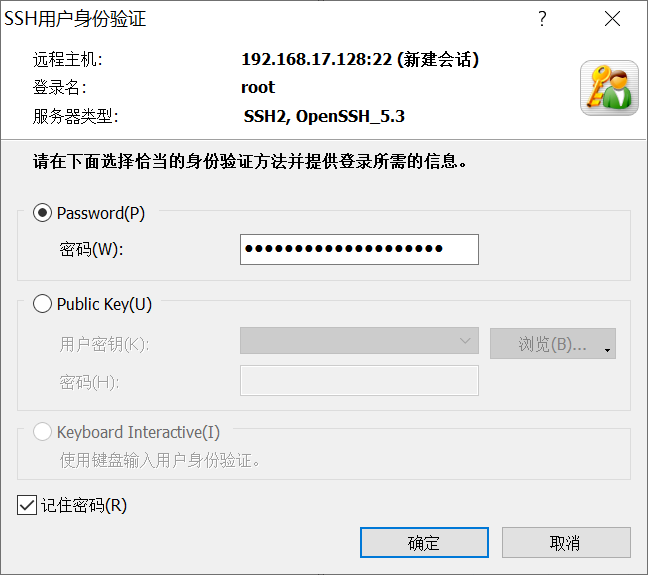 SSH用户身份验证
远程主机: 192.168.17.128:22 (新建会话)
登录名: root
服务器类型: SSH2, OpenSSH_5.3
请在下面选择恰当的身份验证方法并提供登录所需的信息。
Password(P)
密码(W): ●●●●●●●●●●●●●●●●●●●●
Public Key(U)
用户密钥(K): 浏览(B)...
密码(H):
Keyboard Interactive(I)
使用键盘输入用户身份验证。
记住密码(R)
确定 取消